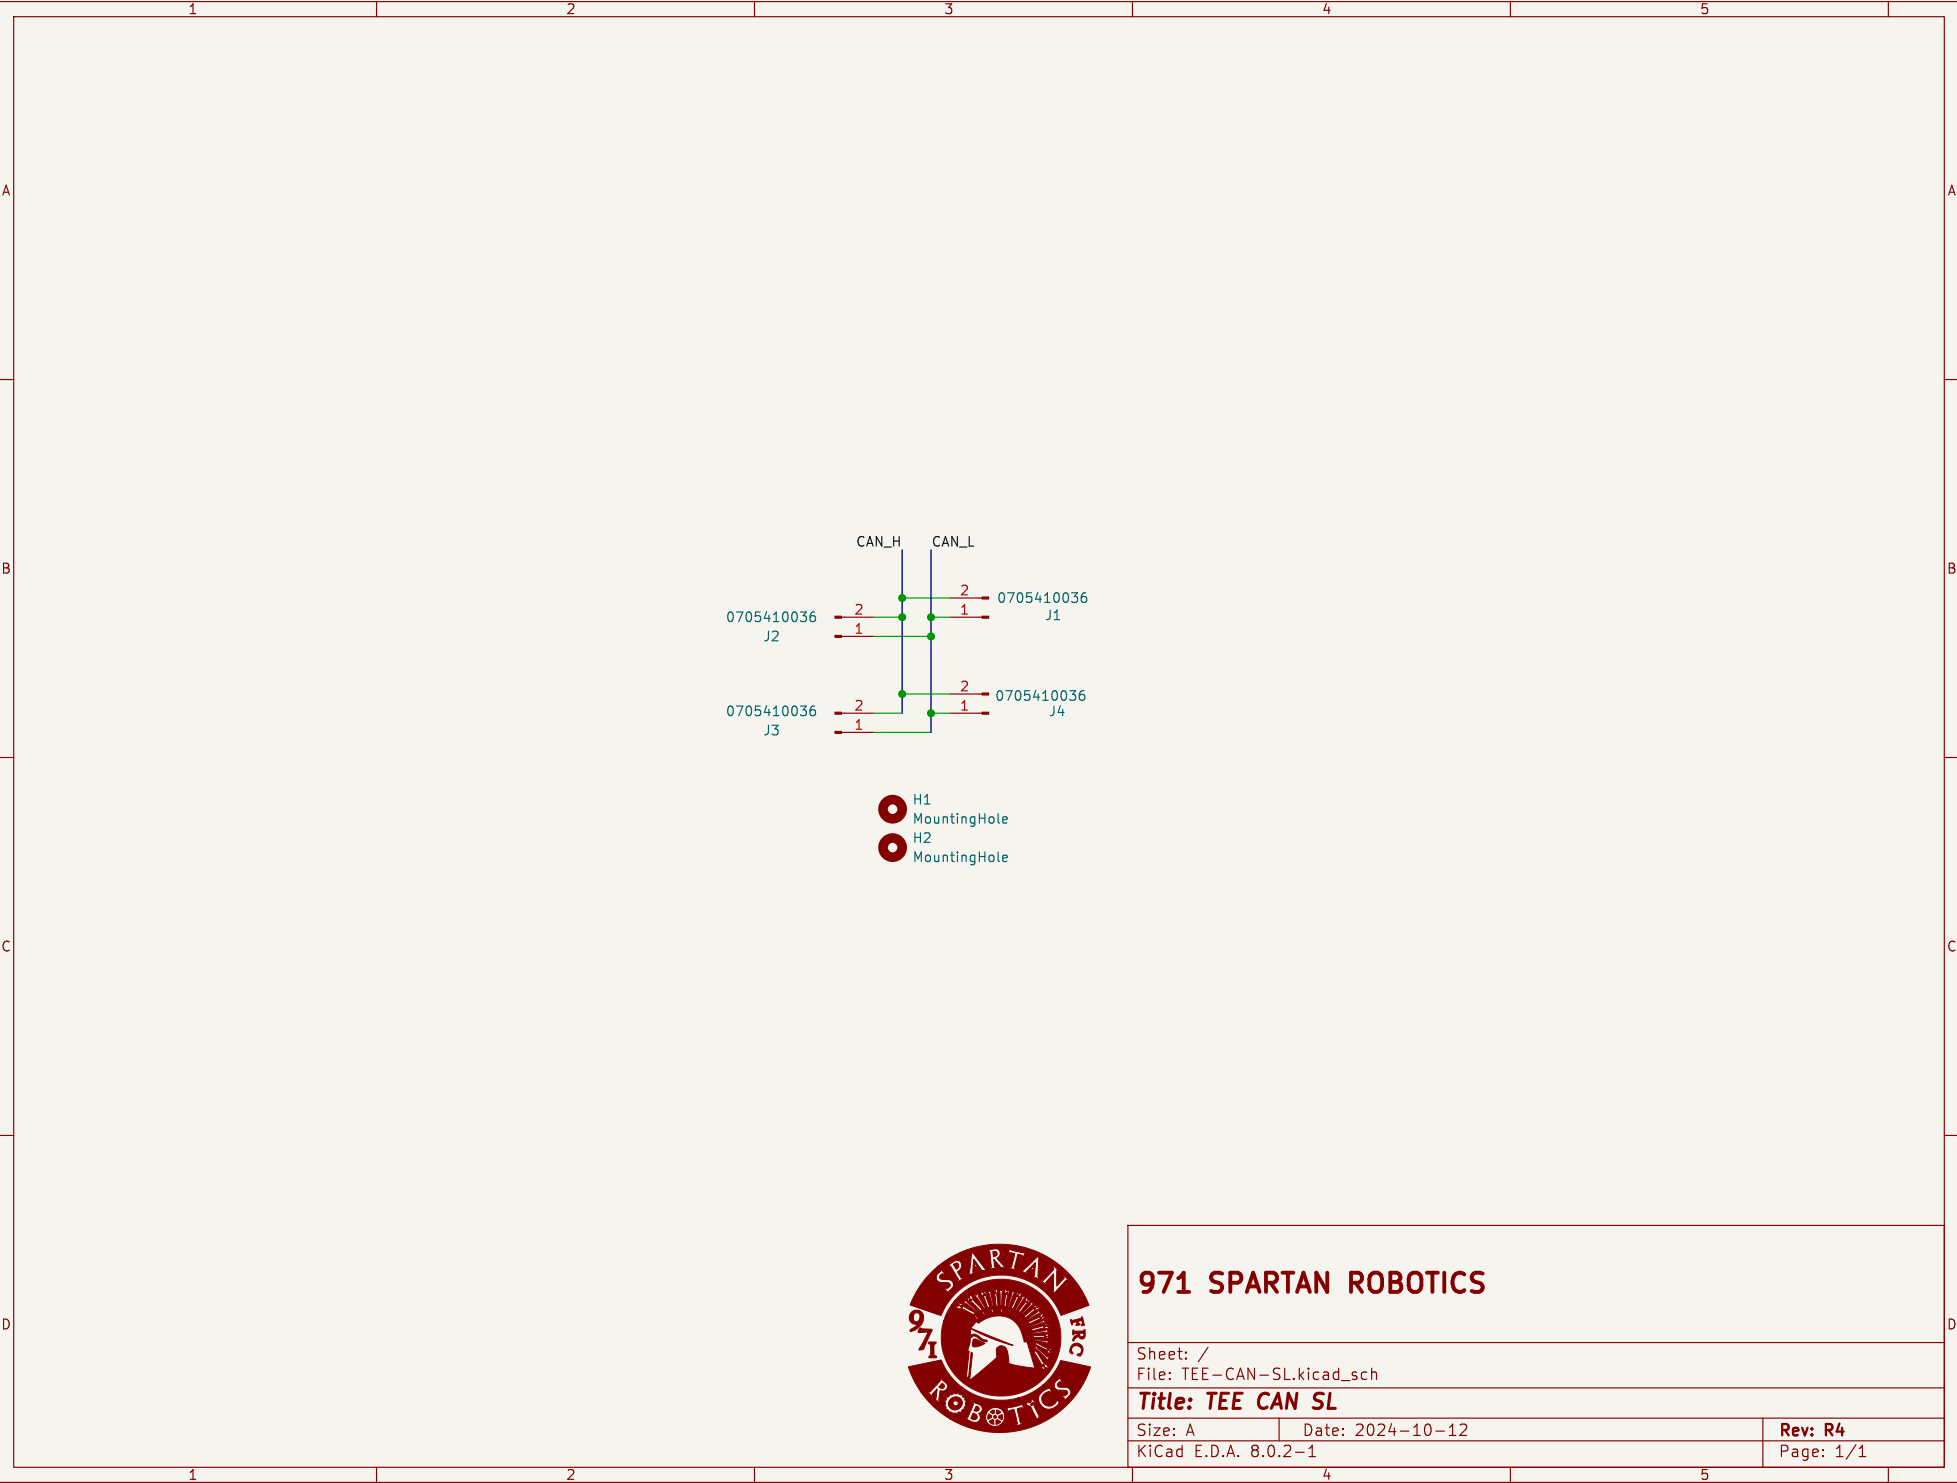 1 2 3 4 5
A A
CAN_H CAN_L
B B
2 0705410036
0705410036 2 1 J1
J2 1
2 0705410036
0705410036 2 1 J4
J3 1
H1
MountingHole
H2
MountingHole
C C
SPARTAN
971 FRC
ROBOTICS
D D
971 SPARTAN ROBOTICS
Sheet: /
File: TEE-CAN-SL.kicad_sch
Title: TEE CAN SL
Size: A Date: 2024-10-12 Rev: R4
KiCad E.D.A. 8.0.2-1 Page: 1/1
1 2 3 4 5